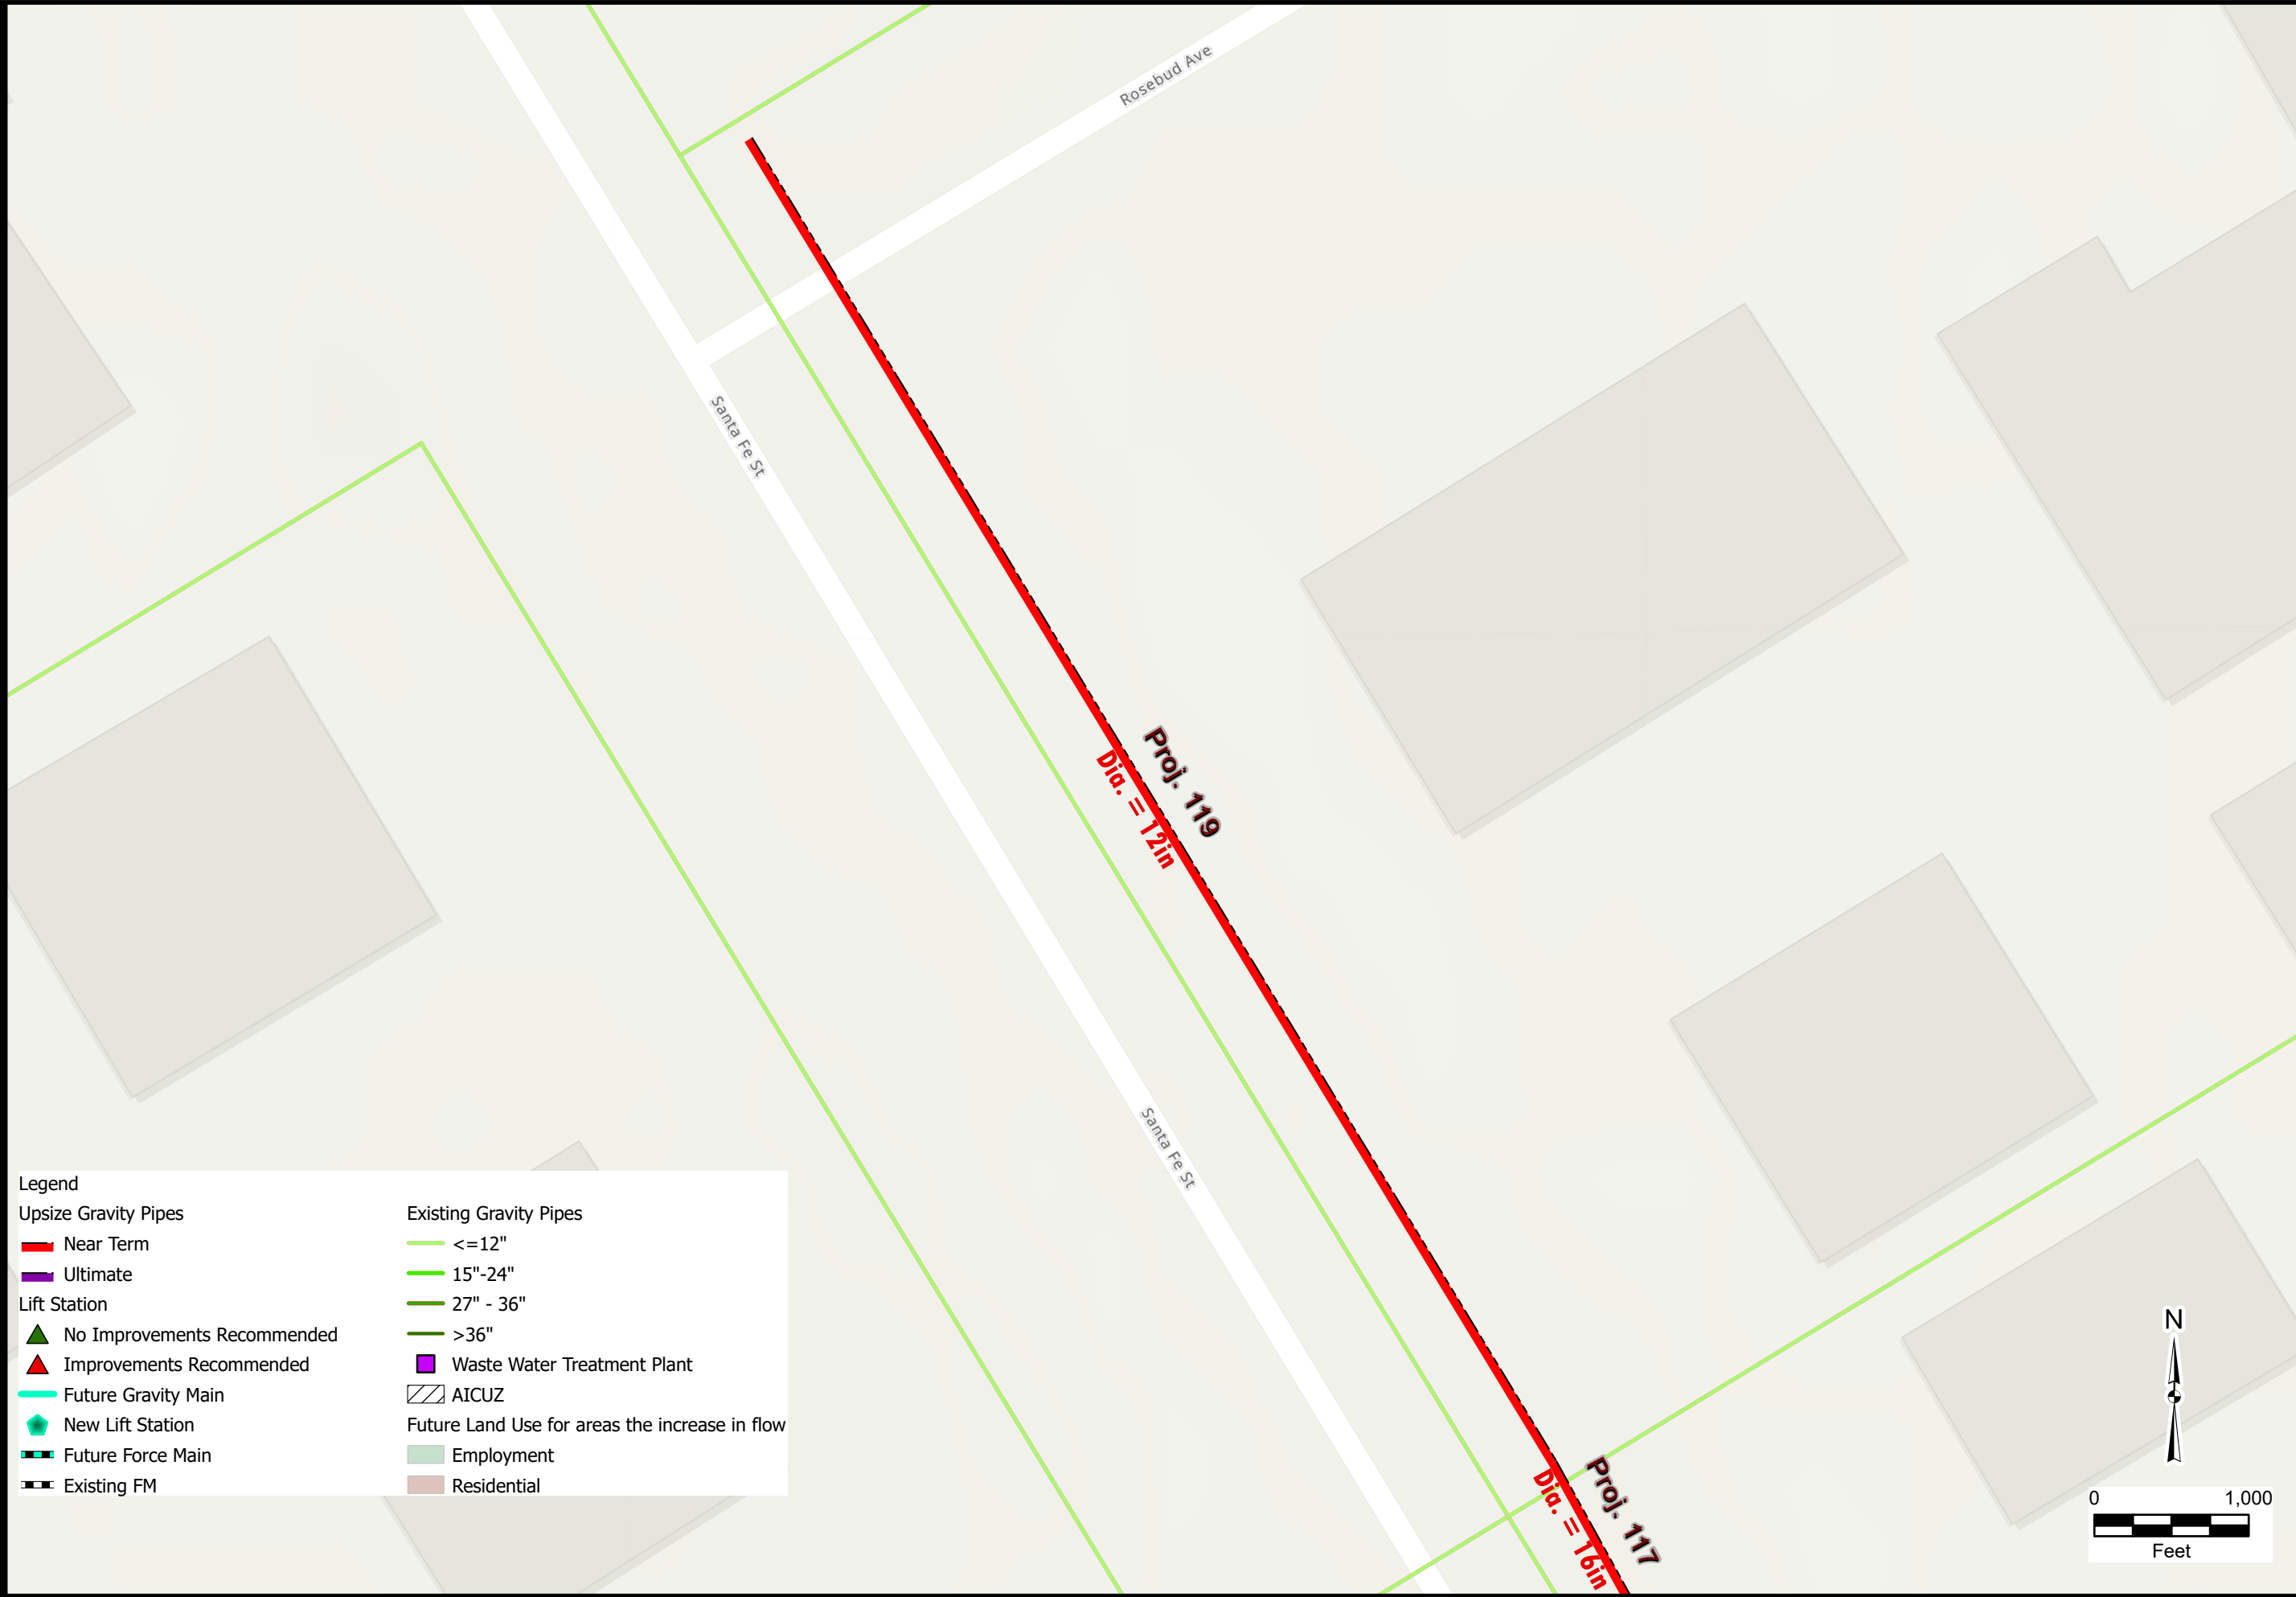 Rosebud Ave
Santa Fe St
Proj. 119
Dia. = 12in
Santa Fe St
Proj. 117
Dia. = 16in
Legend
Upsize Gravity Pipes
Near Term
Ultimate
Lift Station
No Improvements Recommended
Improvements Recommended
Future Gravity Main
New Lift Station
Future Force Main
Existing FM
Existing Gravity Pipes
<=12"
15"-24"
27" - 36"
>36"
Waste Water Treatment Plant
AICUZ
Future Land Use for areas the increase in flow
Employment
Residential
N
0 1,000
Feet